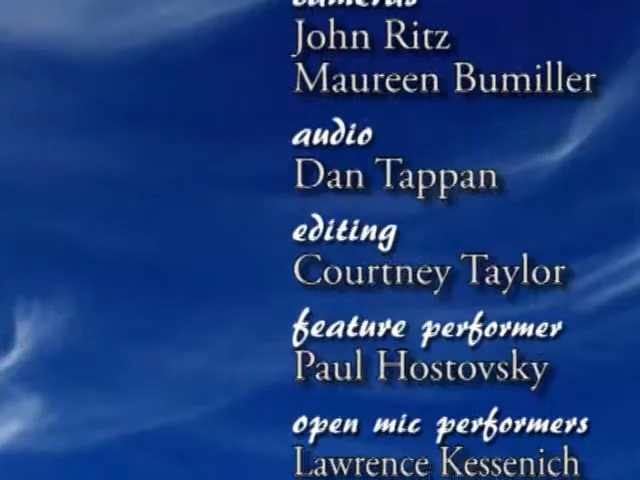 cameras
John Ritz
Maureen Bumiller
audio
Dan Tappan
editing
Courtney Taylor
feature performer
Paul Hostovsky
open mic performers
Lawrence Kessenich